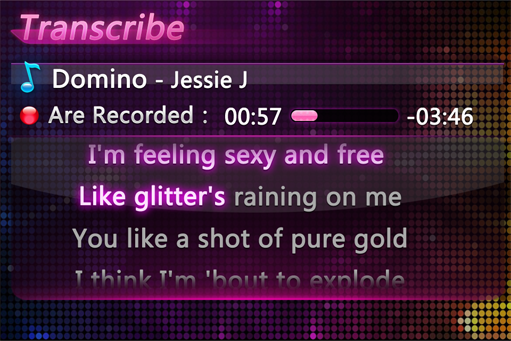 Transcribe
Domino - Jessie J
Are Recorded : 00:57 -03:46
I'm feeling sexy and free
Like glitter's raining on me
You like a shot of pure gold
I think I'm 'bout to explode